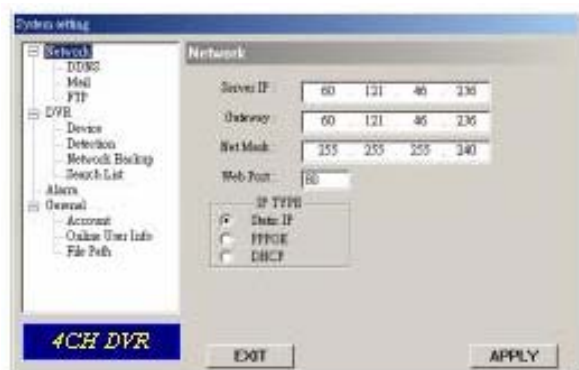 System setting
Network
DDNS
Mail
FTP
DVR
Device
Detection
Network Backup
Search List
Alarm
General
Account
Online User Info
File Path
4CH DVR
Network
Server IP 60 . 121 . 46 . 236
Gateway 60 . 121 . 46 . 236
Net Mask 255 . 255 . 255 . 240
Web Port 80
IP TYPE
Static IP
PPPOE
DHCP
EXIT
APPLY